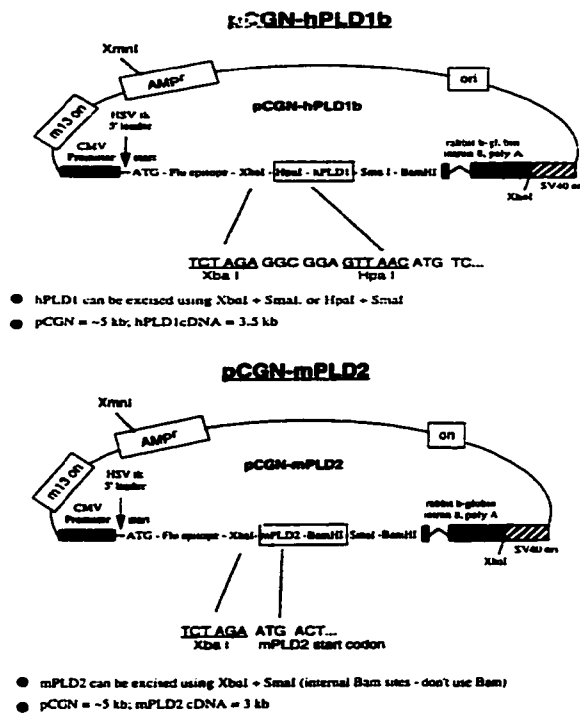 pCGN-hPLD1b
XmnI
AMPr
ori
m13 ori
HSV tk
5' leader
pCGN-hPLD1b
CMV
Promoter
start
rabbit b-globin
intron B, poly A
ATG - Flu epitope - XbaI - HpaI - hPLD1 - Sma I - BamHI
XhoI
SV40 ori
TCT AGA GGC GGA GTT AAC ATG TC...
Xba I Hpa I
● hPLD1 can be excised using XbaI + SmaI, or HpaI + SmaI
● pCGN = ~5 kb; hPLD1cDNA = 3.5 kb
pCGN-mPLD2
XmnI
AMPr
ori
m13 ori
HSV tk
5' leader
pCGN-mPLD2
CMV
Promoter
start
rabbit b-globin
intron B, poly A
ATG - Flu epitope - XbaI - mPLD2 - BamHI SmaI - BamHI
XhoI
SV40 ori
TCT AGA ATG ACT...
Xba I mPLD2 start codon
● mPLD2 can be excised using XbaI + SmaI (internal Bam sites - don't use Bam)
● pCGN = ~5 kb; mPLD2 cDNA = 3 kb